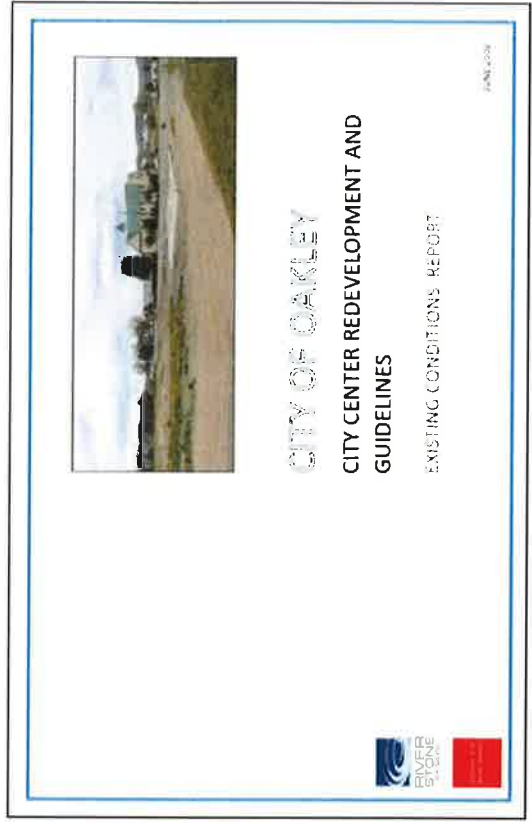 CITY OF OAKLEY
CITY CENTER REDEVELOPMENT AND
GUIDELINES
EXISTING CONDITIONS REPORT
RIVER
STONE